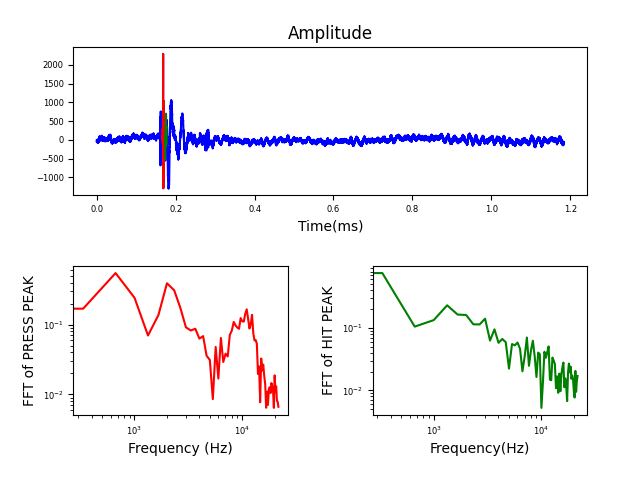 Amplitude
2000
1500
1000
500
0
−500
−1000
0.0 0.2 0.4 0.6 0.8 1.0 1.2
Time(ms)
FFT of PRESS PEAK
10⁻¹
10⁻²
10³ 10⁴
Frequency (Hz)
FFT of HIT PEAK
10⁻¹
10⁻²
10³ 10⁴
Frequency(Hz)